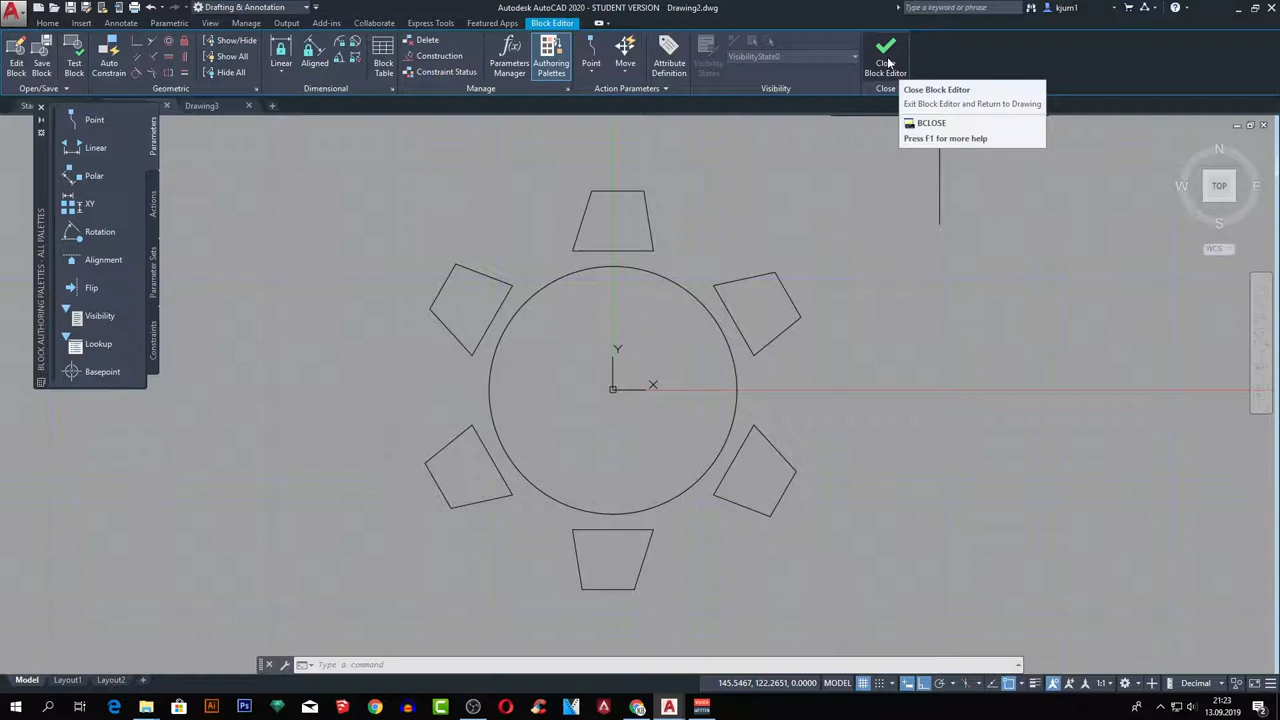 Drafting & Annotation
Autodesk AutoCAD 2020 - STUDENT VERSION Drawing2.dwg
Type a keyword or phrase
kjum1
Home Insert Annotate Parametric View Manage Output Add-ins Collaborate Express Tools Featured Apps Block Editor
Edit Block
Save Block
Test Block
Auto Constrain
Show/Hide
Show All
Hide All
Linear
Aligned
Block Table
Delete
Construction
Constraint Status
Parameters Manager
Authoring Palettes
Point
Move
Attribute Definition
Visibility States
VisibilityState0
Close Block Editor
Open/Save
Geometric
Dimensional
Manage
Action Parameters
Visibility
Close
Drawing3
Close Block Editor
Exit Block Editor and Return to Drawing
BCLOSE
Press F1 for more help
Point
Linear
Polar
XY
Rotation
Alignment
Flip
Visibility
Lookup
Basepoint
Parameters
Actions
Parameter Sets
Constraints
BLOCK AUTHORING PALETTES - ALL PALETTES
N
W TOP E
S
WCS
Y
X
Type a command
Model Layout1 Layout2
145.5467, 122.2651, 0.0000 MODEL
1:1
Decimal
21:23
13.09.2019